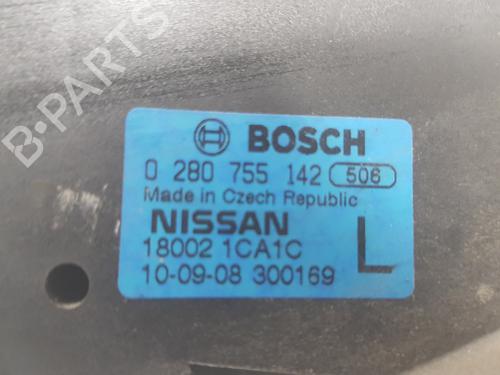 BOSCH
0 280 755 142 506
Made in Czech Republic
NISSAN
18002 1CA1C L
10-09-08 300169
B-PARTS